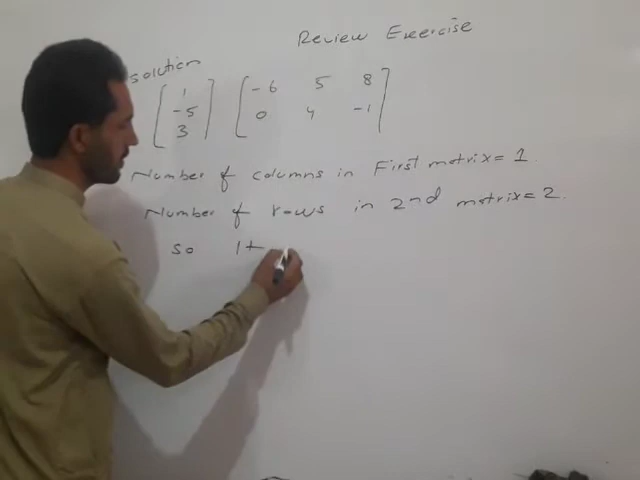 Review Exercise
solution
1 -6 5 8
-5 0 4 -1
3
Number of columns in First matrix = 1.
Number of rows in 2nd matrix = 2.
so 1+